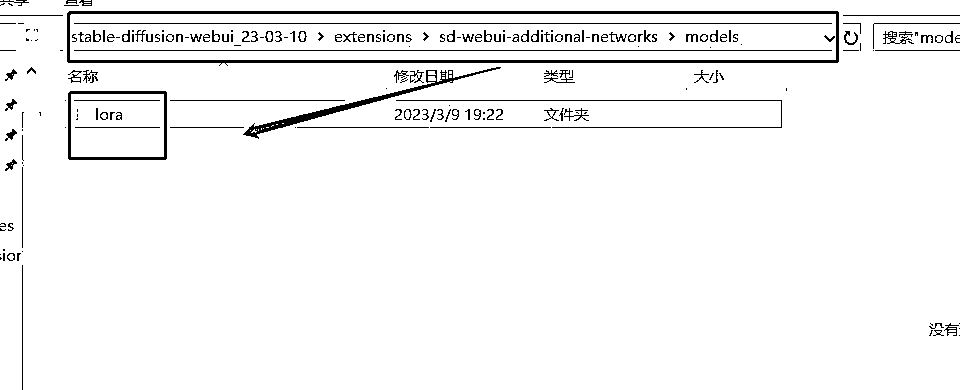 查看
stable-diffusion-webui_23-03-10 > extensions > sd-webui-additional-networks > models
搜索"mode
名称 修改日期 类型 大小
lora 2023/3/9 19:22 文件夹
es
sior
没有